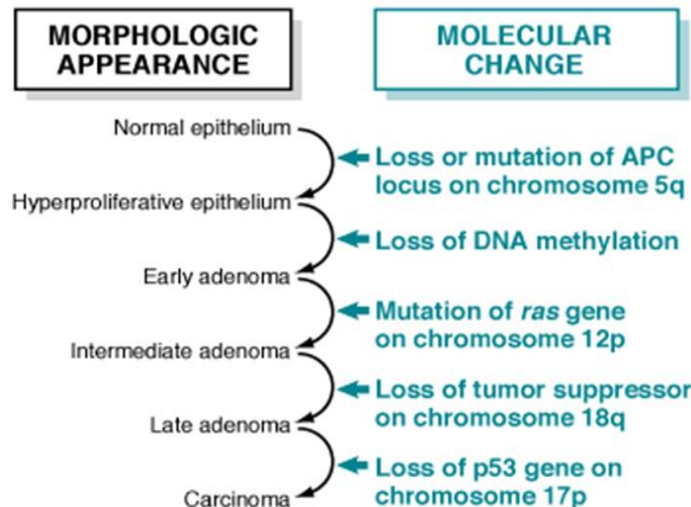 MORPHOLOGIC
APPEARANCE
MOLECULAR
CHANGE
Normal epithelium
Loss or mutation of APC
locus on chromosome 5q
Hyperproliferative epithelium
Loss of DNA methylation
Early adenoma
Mutation of ras gene
on chromosome 12p
Intermediate adenoma
Loss of tumor suppressor
on chromosome 18q
Late adenoma
Loss of p53 gene on
chromosome 17p
Carcinoma